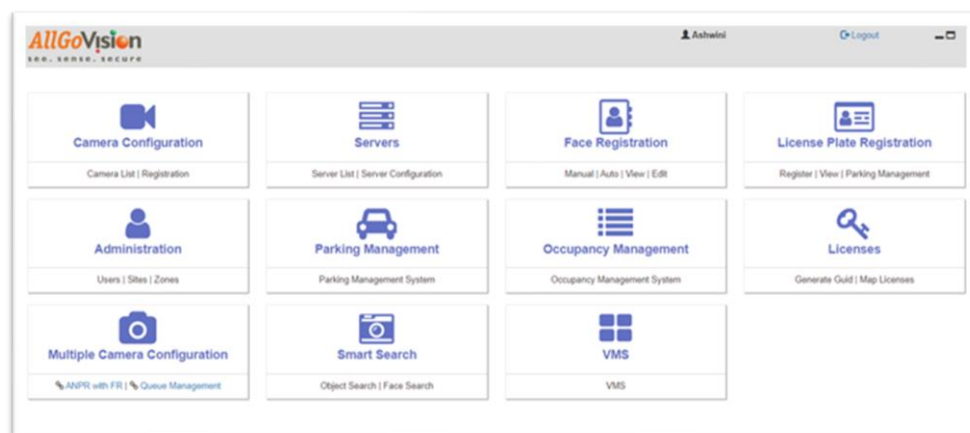 AllGoVision
see. sense. secure
Ashwini
Logout
Camera Configuration
Camera List | Registration
Servers
Server List | Server Configuration
Face Registration
Manual | Auto | View | Edit
License Plate Registration
Register | View | Parking Management
Administration
Users | Sites | Zones
Parking Management
Parking Management System
Occupancy Management
Occupancy Management System
Licenses
Generate Guid | Map Licenses
Multiple Camera Configuration
ANPR with FR | Queue Management
Smart Search
Object Search | Face Search
VMS
VMS